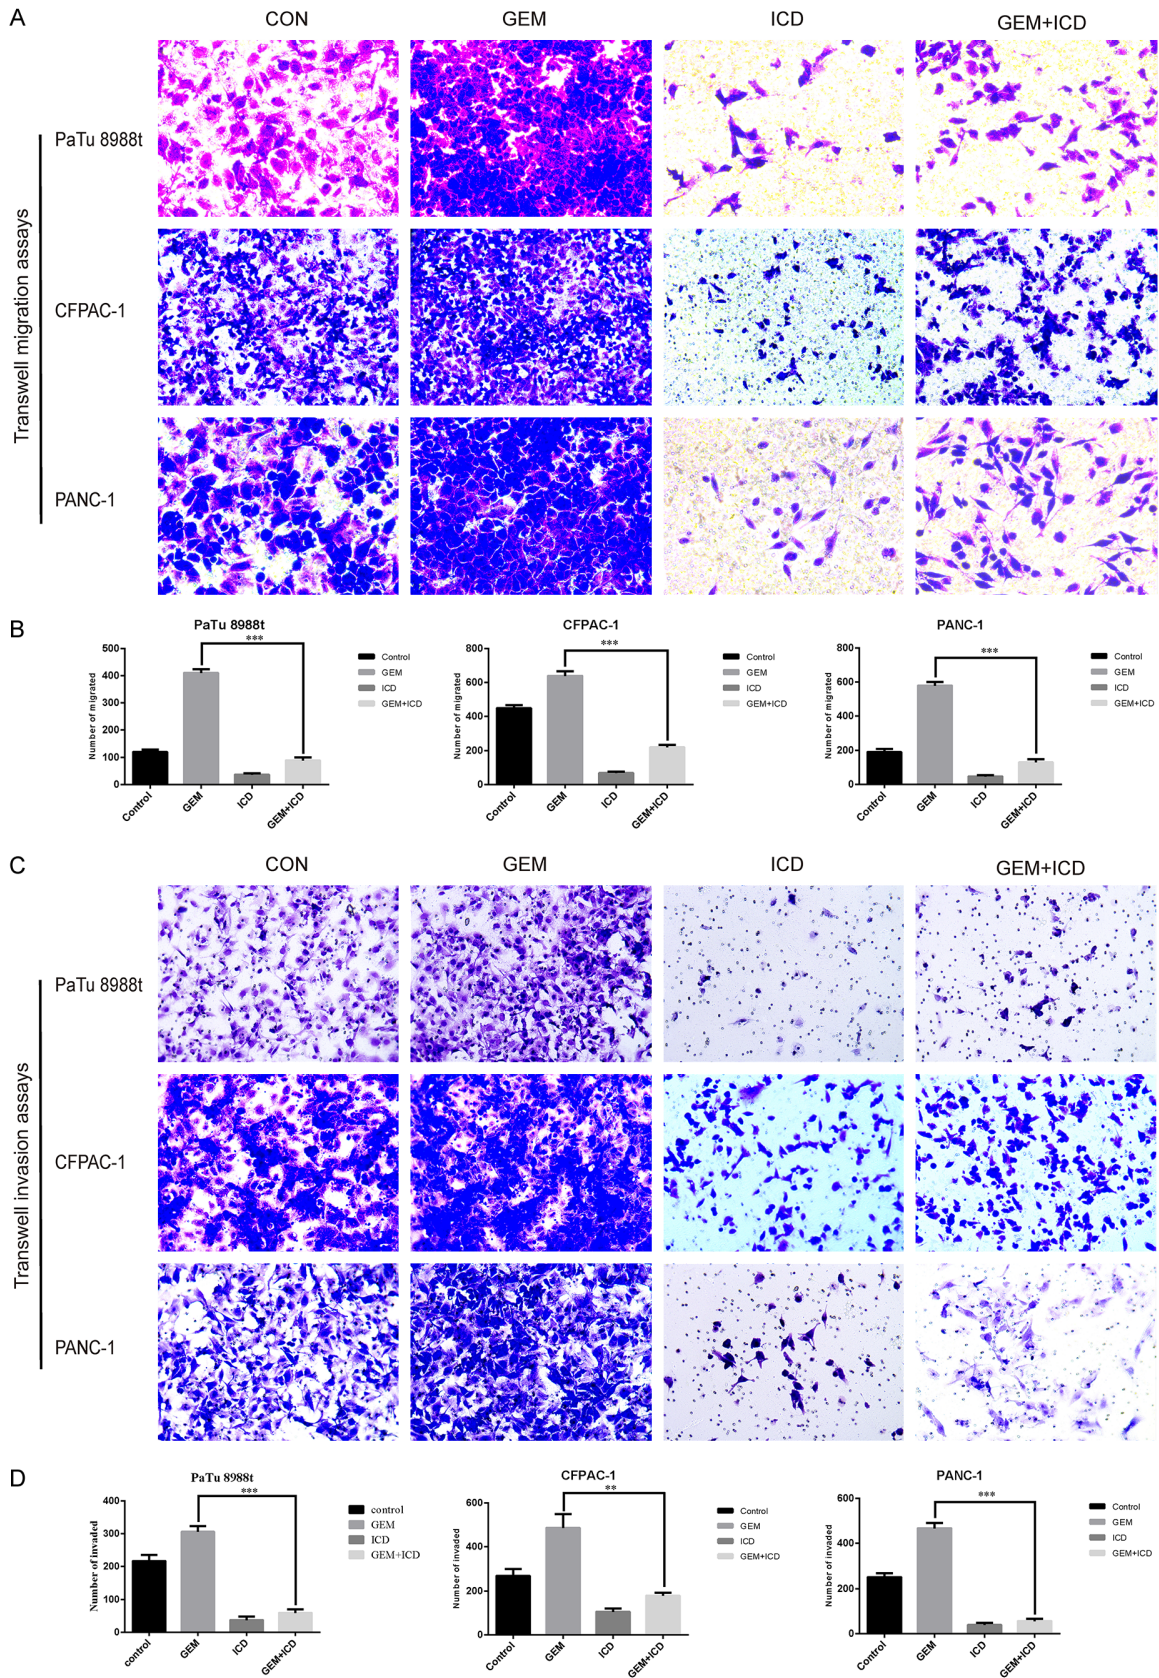 A
CON
GEM
ICD
GEM+ICD
Transwell migration assays
PaTu 8988t
CFPAC-1
PANC-1
B
PaTu 8988t
***
Number of migrated
500
400
300
200
100
0
Control
GEM
ICD
GEM+ICD
Control
GEM
ICD
GEM+ICD
CFPAC-1
***
Number of migrated
800
600
400
200
0
Control
GEM
ICD
GEM+ICD
Control
GEM
ICD
GEM+ICD
PANC-1
***
Number of migrated
800
600
400
200
0
Control
GEM
ICD
GEM+ICD
Control
GEM
ICD
GEM+ICD
C
CON
GEM
ICD
GEM+ICD
Transwell invasion assays
PaTu 8988t
CFPAC-1
PANC-1
D
PaTu 8988t
***
Number of invaded
400
300
200
100
0
control
GEM
ICD
GEM+ICD
control
GEM
ICD
GEM+ICD
CFPAC-1
**
Number of invaded
600
400
200
0
Control
GEM
ICD
GEM+ICD
Control
GEM
ICD
GEM+ICD
PANC-1
***
Number of invaded
600
400
200
0
Control
GEM
ICD
GEM+ICD
Control
GEM
ICD
GEM+ICD